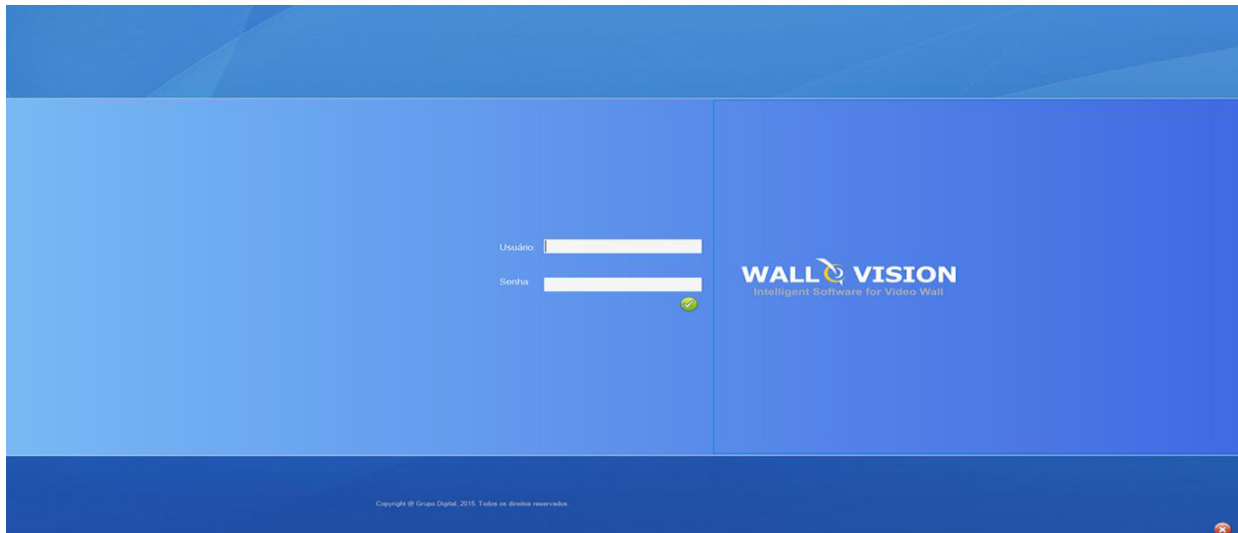 Usuário:
Senha:
WALL VISION
Intelligent Software for Video Wall
Copyright @ Grupo Digital, 2015. Todos os direitos reservados.